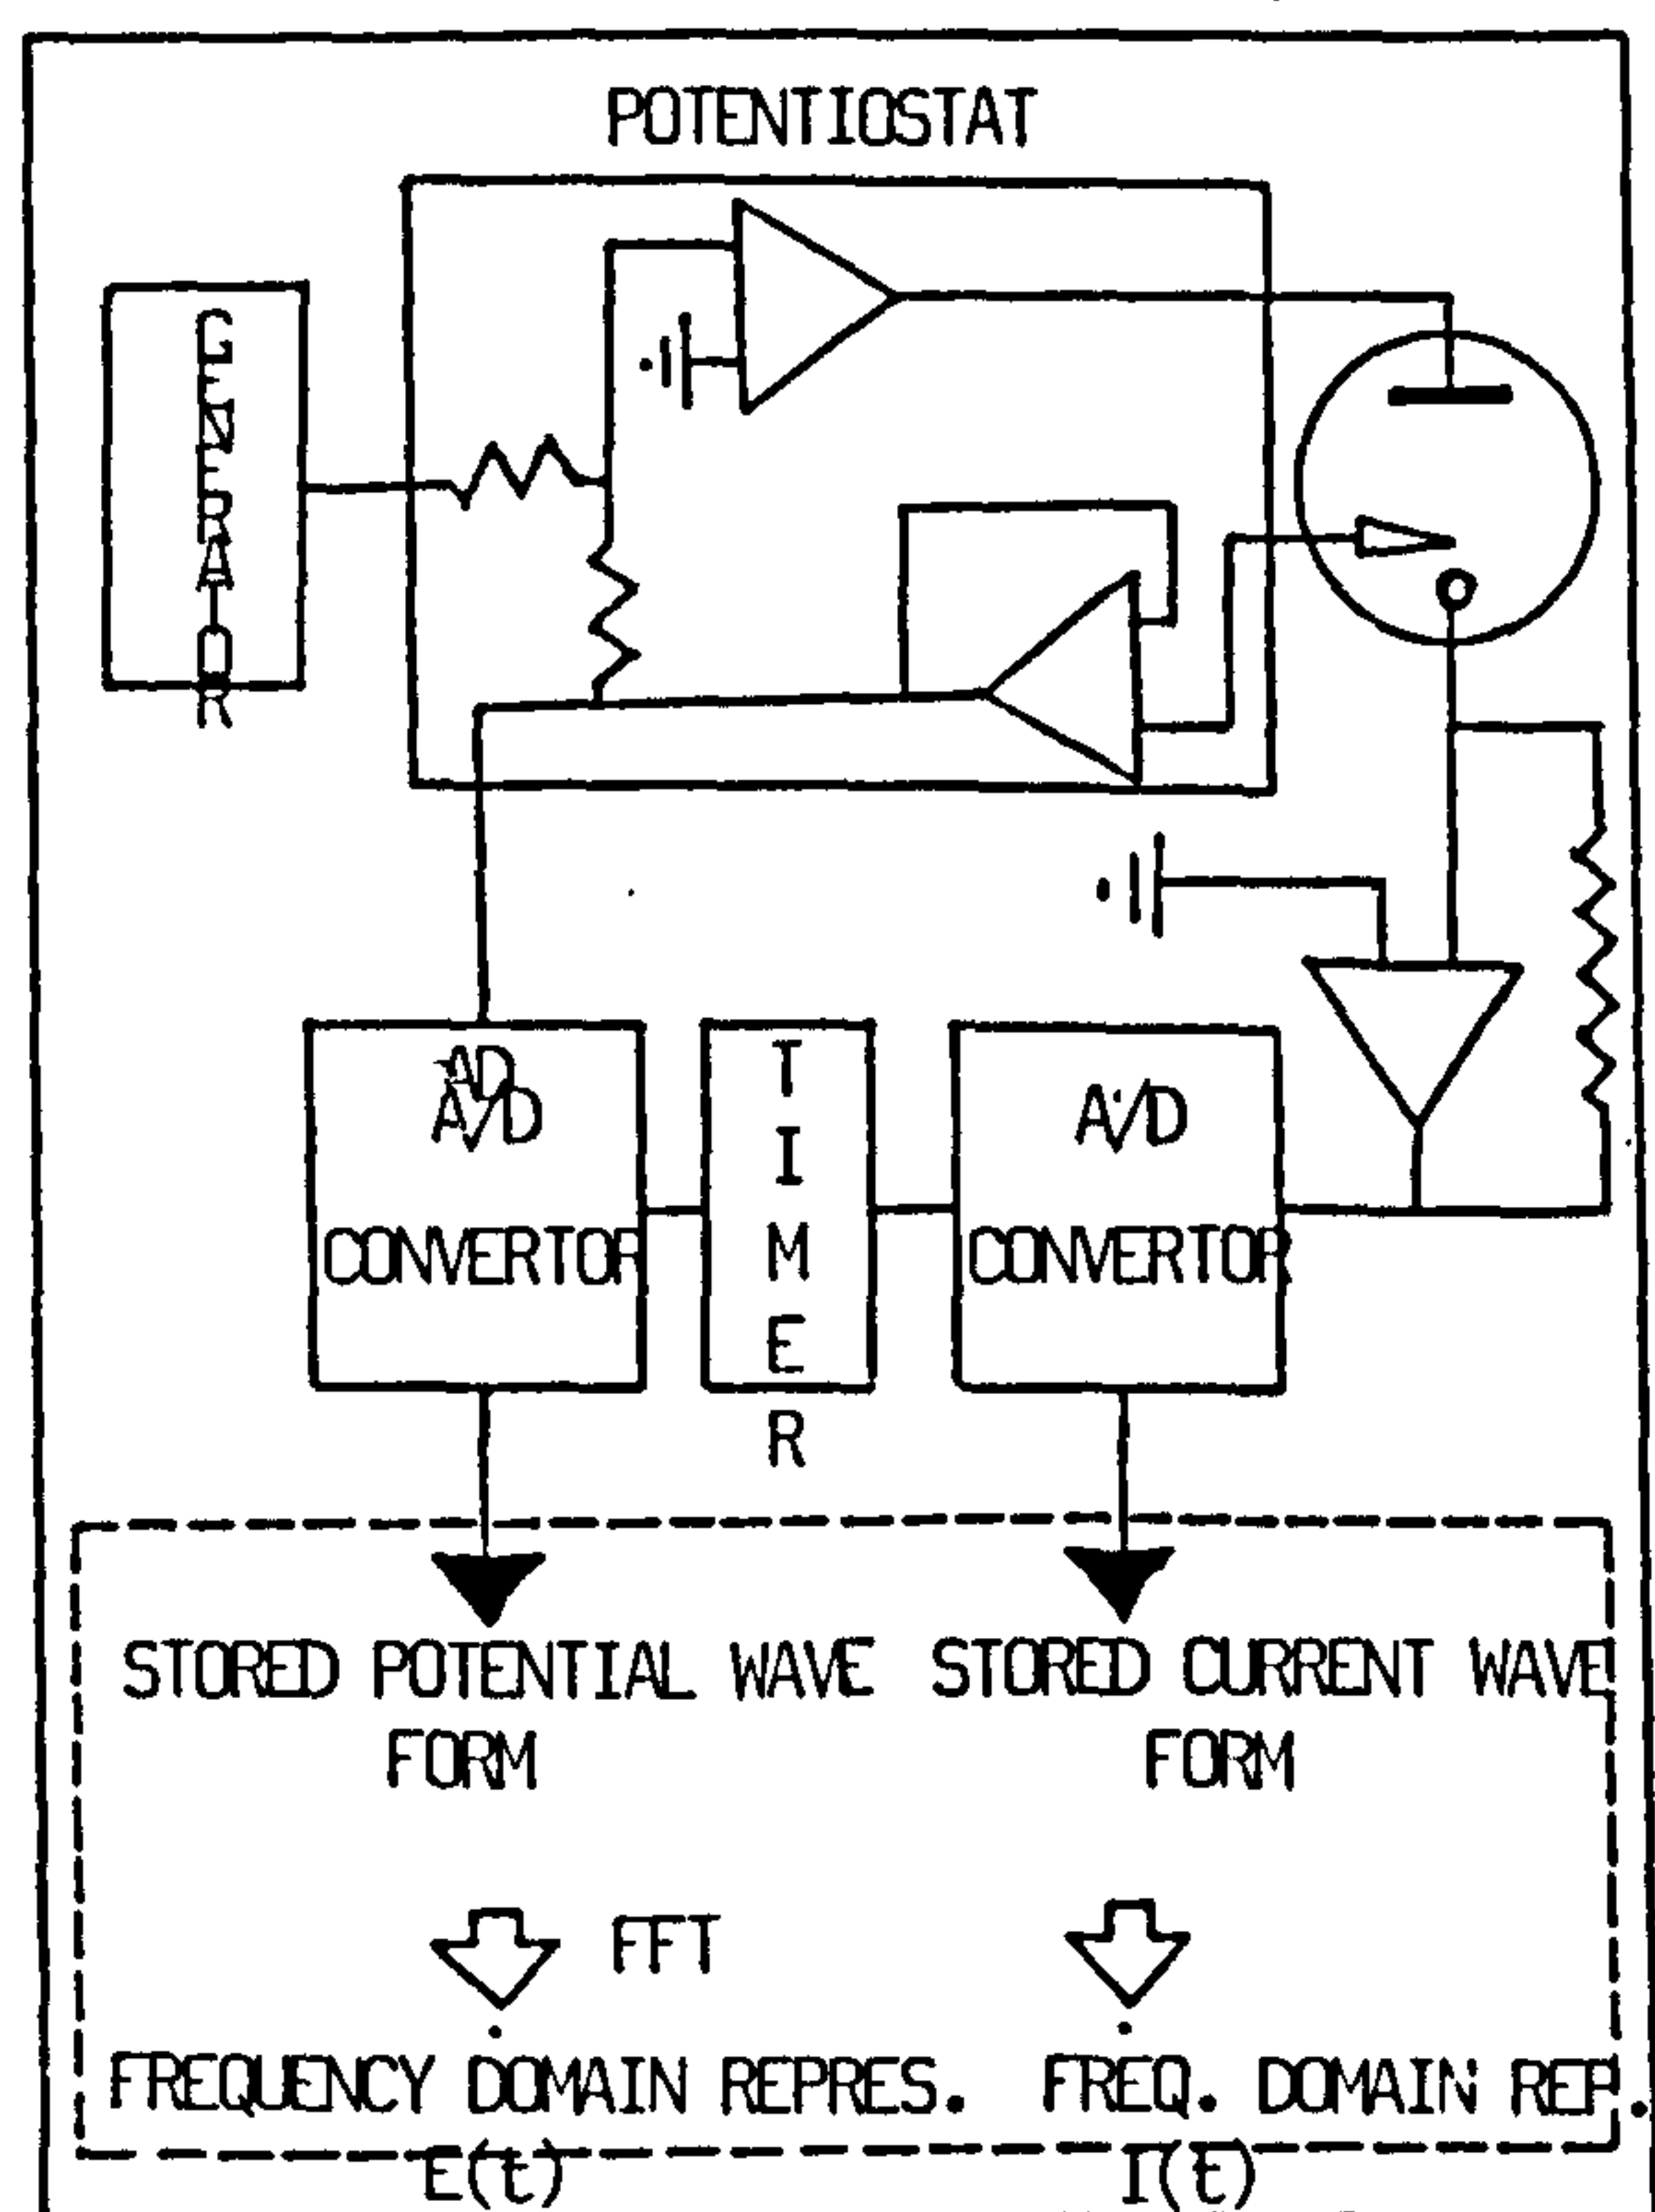 POTENTIOSTAT
GENERATOR
AD
A/D
CONVERTOR
TIMER
A/D
CONVERTOR
STORED POTENTIAL WAVE
FORM
STORED CURRENT WAVE
FORM
FFT
FREQUENCY DOMAIN REPRES.
E(t)
FREQ. DOMAIN REP.
I(t)